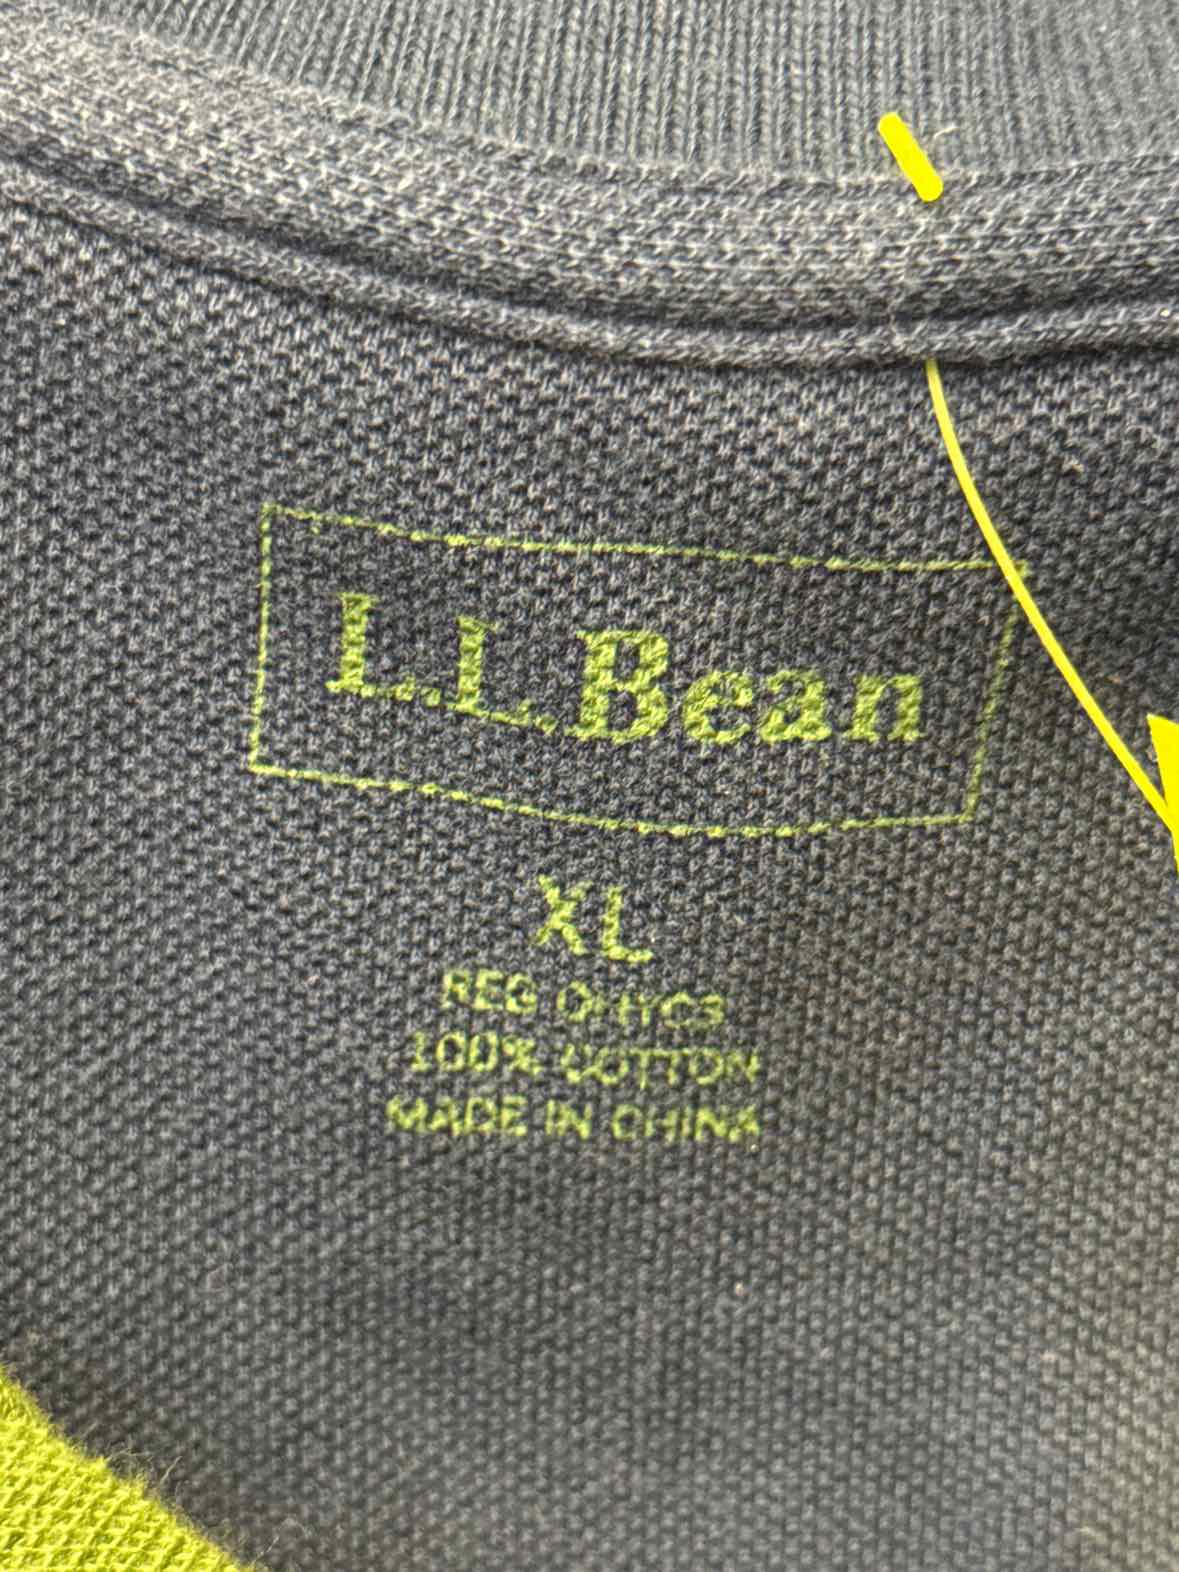 L.L.Bean
XL
REG
100% COTTON
MADE IN CHINA